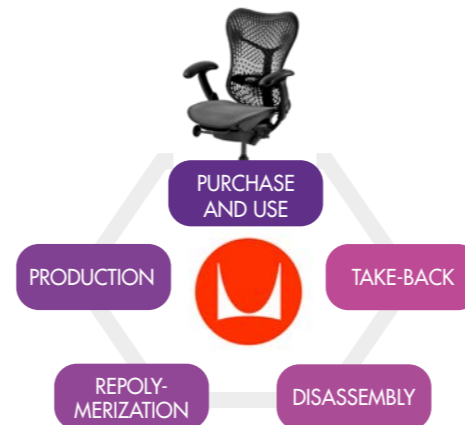 PURCHASE
AND USE
PRODUCTION
TAKE-BACK
REPOLY-
MERIZATION
DISASSEMBLY